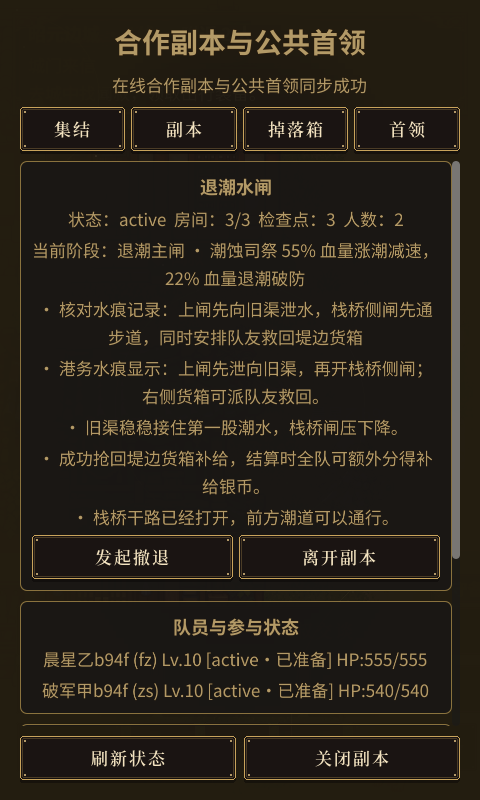 合作副本与公共首领
在线合作副本与公共首领同步成功
集结
副本
掉落箱
首领
退潮水闸
状态：active 房间：3/3 检查点：3 人数：2
当前阶段：退潮主闸 · 潮蚀司祭 55% 血量涨潮减速，
22% 血量退潮破防
· 核对水痕记录：上闸先向旧渠泄水，栈桥侧闸先通
步道，同时安排队友救回堤边货箱
· 港务水痕显示：上闸先泄向旧渠，再开栈桥侧闸；
右侧货箱可派队友救回。
· 旧渠稳稳接住第一股潮水，栈桥闸压下降。
· 成功抢回堤边货箱补给，结算时全队可额外分得补
给银币。
· 栈桥干路已经打开，前方潮道可以通行。
发起撤退
离开副本
队员与参与状态
晨星乙b94f (fz) Lv.10 [active · 已准备] HP:555/555
破军甲b94f (zs) Lv.10 [active · 已准备] HP:540/540
刷新状态
关闭副本